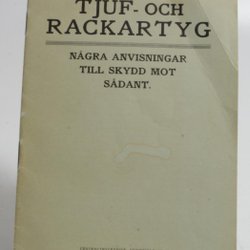 TJUF- OCH
RACKARTYG
NÅGRA ANVISNINGAR
TILL SKYDD MOT
SÅDANT.